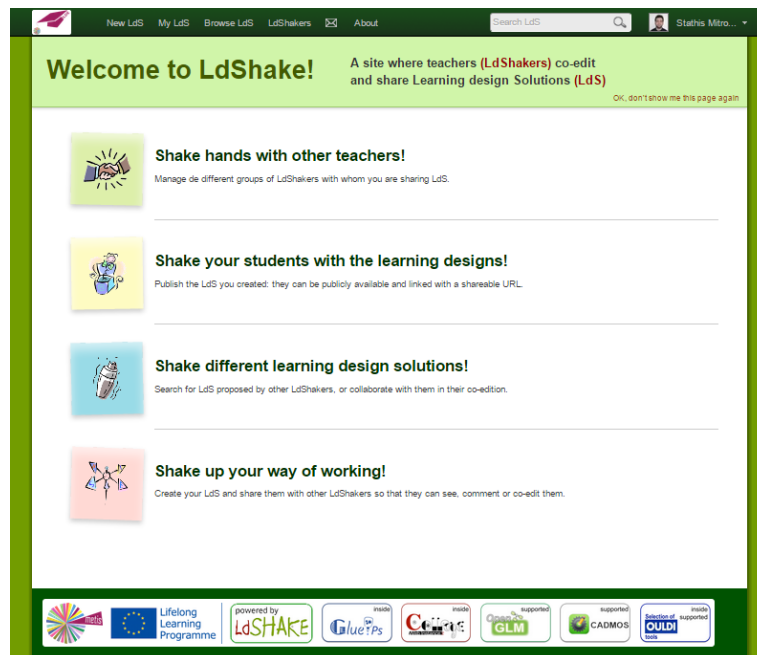 New LdS My LdS Browse LdS LdShakers About Search LdS Stathis Mitro...
Welcome to LdShake!
A site where teachers (LdShakers) co-edit
and share Learning design Solutions (LdS)
OK, don't show me this page again
Shake hands with other teachers!
Manage de different groups of LdShakers with whom you are sharing LdS.
Shake your students with the learning designs!
Publish the LdS you created: they can be publicly available and linked with a shareable URL.
Shake different learning design solutions!
Search for LdS proposed by other LdShakers, or collaborate with them in their co-edition.
Shake up your way of working!
Create your LdS and share them with other LdShakers so that they can see, comment or co-edit them.
metis
Lifelong
Learning
Programme
powered by
LdSHAKE
inside
Glue!PS
inside
supported
GLM
supported
CADMOS
inside
Selection of supported
OULDI
tools